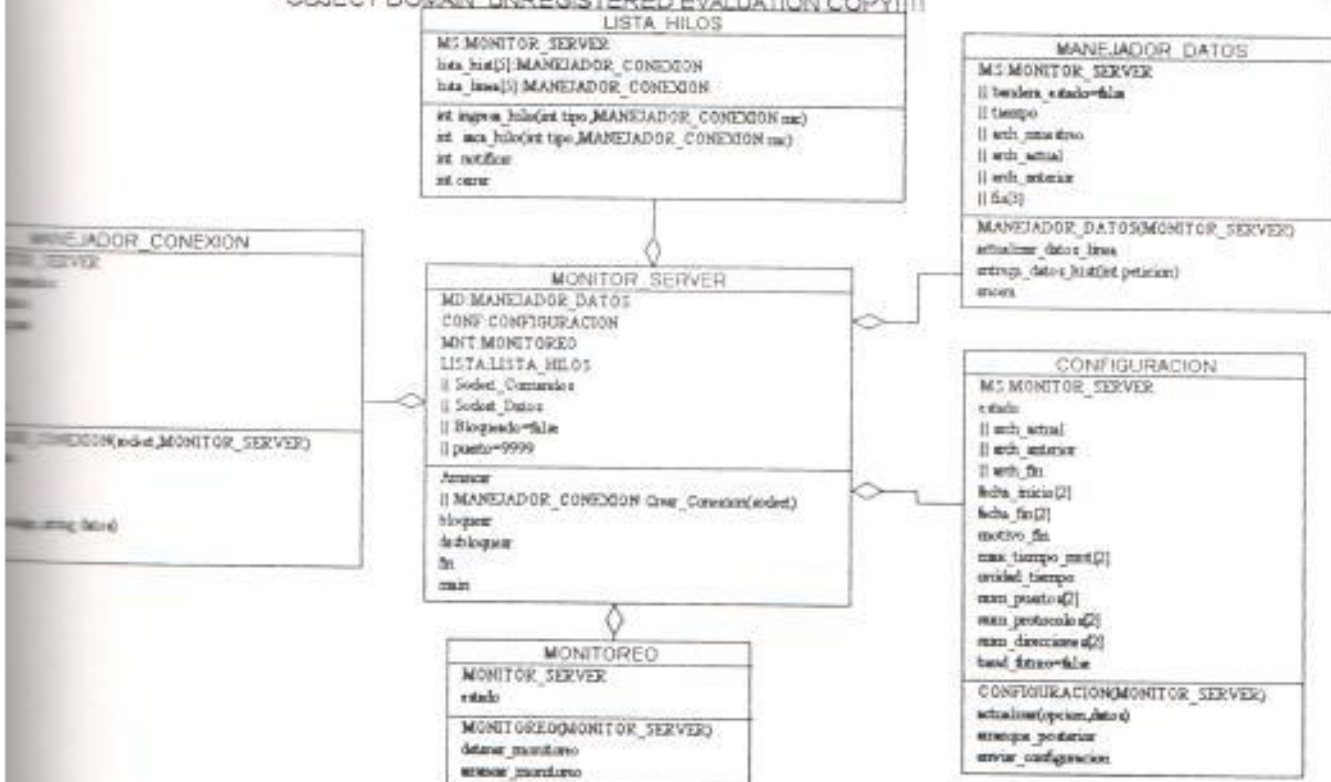 OBJECT DOMAIN UNREGISTERED EVALUATION COPY!!!!
LISTA_HILOS
MS:MONITOR_SERVER
lista_hist[5]:MANEJADOR_CONEXION
lista_linea[5]:MANEJADOR_CONEXION
int ingresa_hilo(int tipo,MANEJADOR_CONEXION mc)
int saca_hilo(int tipo,MANEJADOR_CONEXION mc)
int notificar
int cerrar
MANEJADOR_DATOS
MS:MONITOR_SERVER
|| bandera_estado=false
|| tiempo
|| arch_muestreo
|| arch_actual
|| arch_anterior
|| fin[3]
MANEJADOR_DATOS(MONITOR_SERVER)
actualizar_datos_linea
entrega_datos_hist(int peticion)
MANEJADOR_CONEXION
SERVER
CONEXION(socket,MONITOR_SERVER)
string datos)
MONITOR_SERVER
MD:MANEJADOR_DATOS
CONF:CONFIGURACION
MNT:MONITOREO
LISTA:LISTA_HILOS
|| Socket_Comandos
|| Socket_Datos
|| Bloqueado=false
|| puerto=9999
Arrancar
|| MANEJADOR_CONEXION Crear_Conexion(socket)
bloquear
desbloquear
fin
main
CONFIGURACION
MS:MONITOR_SERVER
estado
|| arch_actual
|| arch_anterior
|| arch_fin
fecha_inicio[2]
fecha_fin[2]
motivo_fin
max_tiempo_mnt[2]
unidad_tiempo
num_puertos[2]
num_protocolos[2]
num_direcciones[2]
band_futuro=false
CONFIGURACION(MONITOR_SERVER)
actualizar(opcion,datos)
arranque_posterior
enviar_configuracion
MONITOREO
MONITOR_SERVER
estado
MONITOREO(MONITOR_SERVER)
detener_monitoreo
arrancar_monitoreo